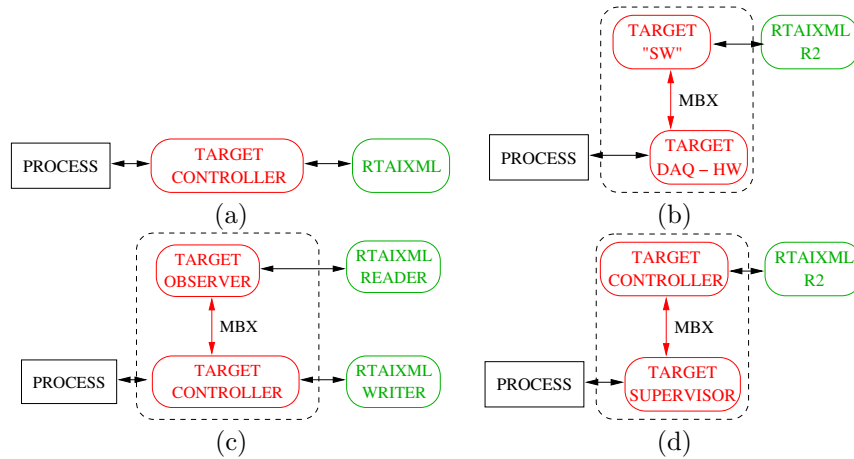 PROCESS
TARGET
CONTROLLER
RTAIXML
(a)
TARGET
"SW"
RTAIXML
R2
MBX
PROCESS
TARGET
DAQ − HW
(b)
TARGET
OBSERVER
RTAIXML
READER
MBX
PROCESS
TARGET
CONTROLLER
RTAIXML
WRITER
(c)
TARGET
CONTROLLER
RTAIXML
R2
MBX
PROCESS
TARGET
SUPERVISOR
(d)